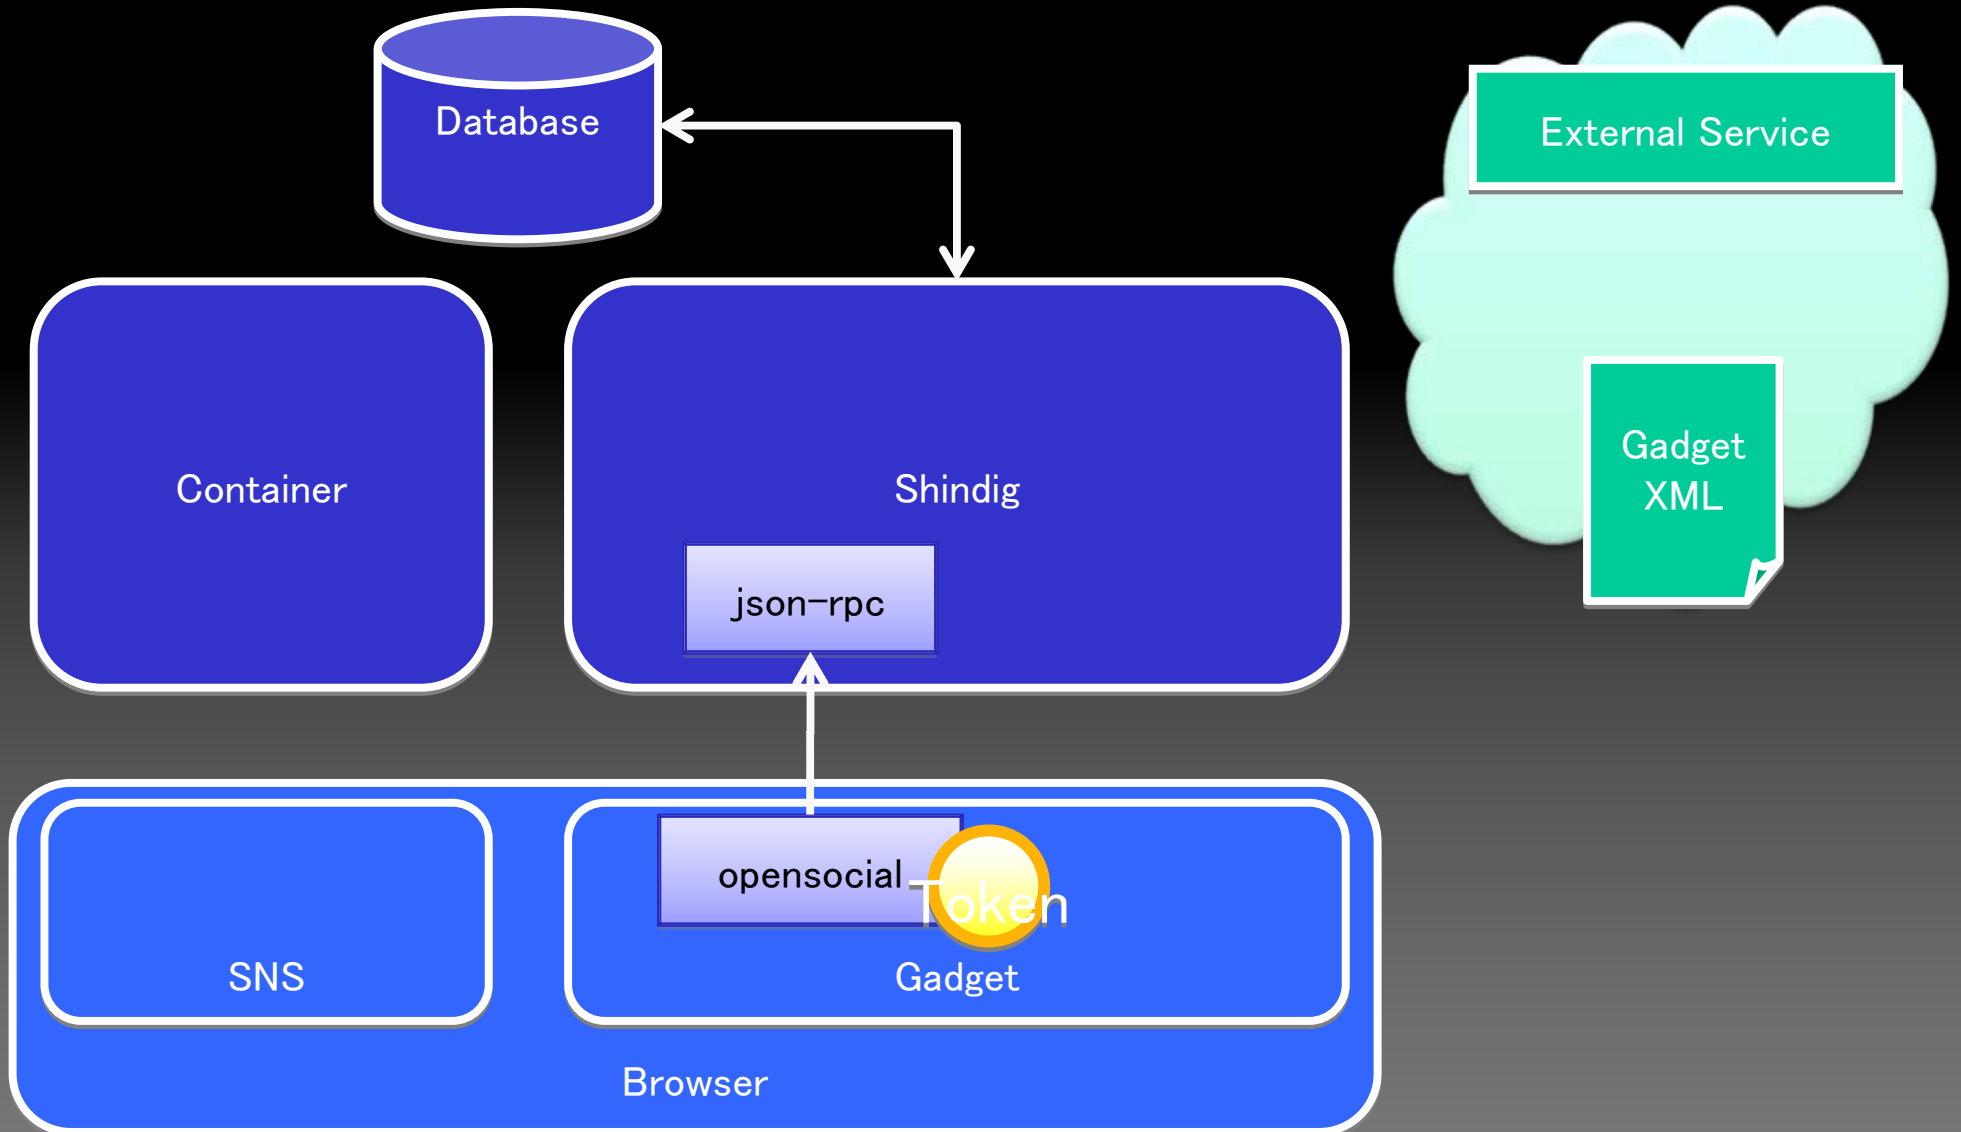 Database
External Service
Container
Shindig
Gadget
XML
json-rpc
opensocial
Token
SNS
Gadget
Browser